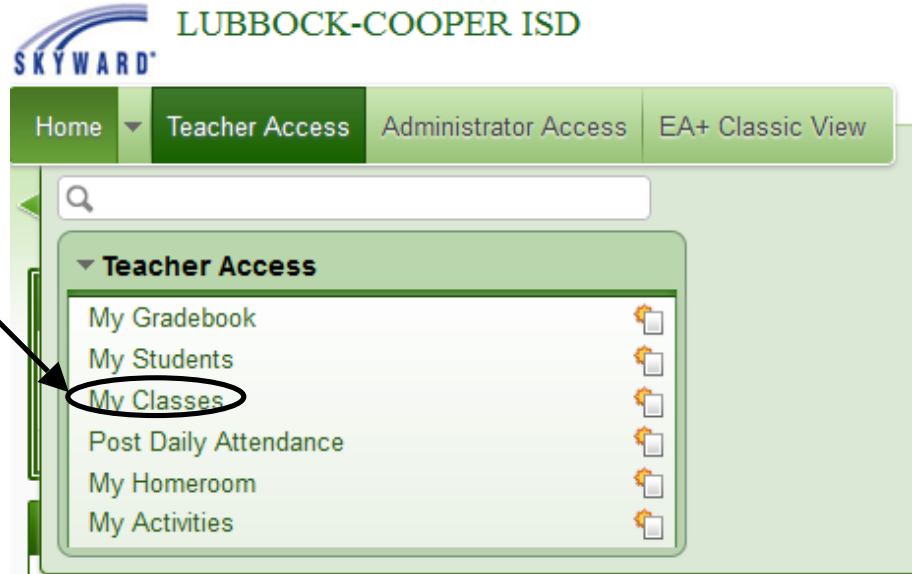 LUBBOCK-COOPER ISD
SKYWARD
Home Teacher Access Administrator Access EA+ Classic View
Teacher Access
My Gradebook
My Students
My Classes
Post Daily Attendance
My Homeroom
My Activities